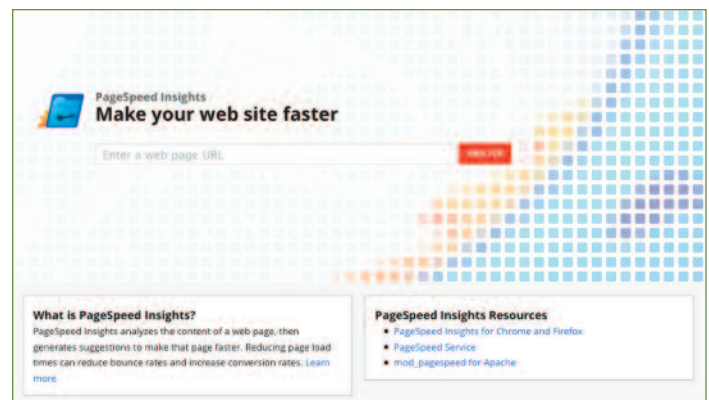 PageSpeed Insights
Make your web site faster
Enter a web page URL
ANALYZE
What is PageSpeed Insights?
PageSpeed Insights analyzes the content of a web page, then
generates suggestions to make that page faster. Reducing page load
times can reduce bounce rates and increase conversion rates. Learn
more
PageSpeed Insights Resources
PageSpeed Insights for Chrome and Firefox
PageSpeed Service
mod_pagespeed for Apache